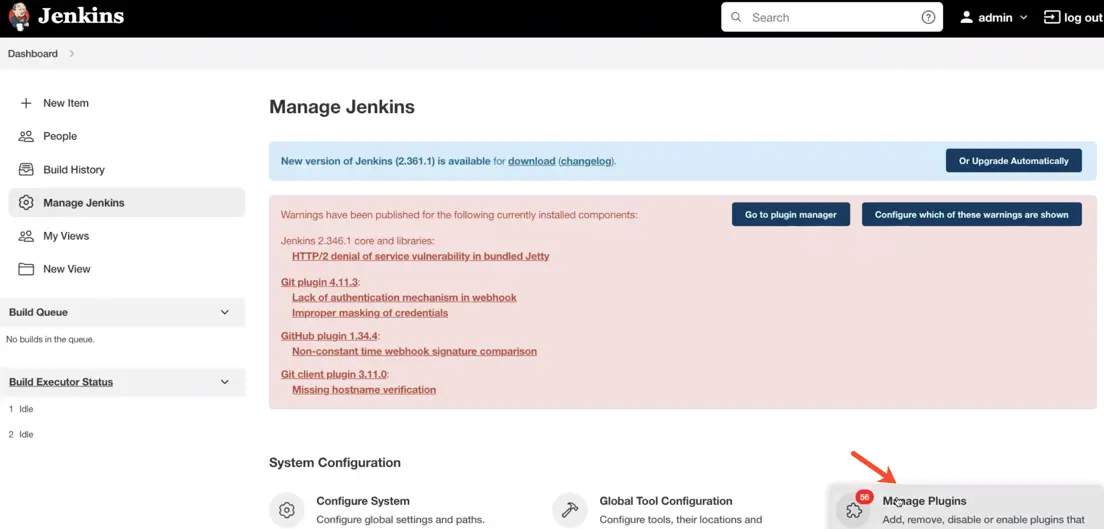 Jenkins
Search
admin
log out
Dashboard
New Item
People
Build History
Manage Jenkins
My Views
New View
Build Queue
No builds in the queue.
Build Executor Status
1 Idle
2 Idle
Manage Jenkins
New version of Jenkins (2.361.1) is available for download (changelog).
Or Upgrade Automatically
Warnings have been published for the following currently installed components:
Go to plugin manager
Configure which of these warnings are shown
Jenkins 2.346.1 core and libraries:
HTTP/2 denial of service vulnerability in bundled Jetty
Git plugin 4.11.3:
Lack of authentication mechanism in webhook
Improper masking of credentials
GitHub plugin 1.34.4:
Non-constant time webhook signature comparison
Git client plugin 3.11.0:
Missing hostname verification
System Configuration
Configure System
Configure global settings and paths.
Global Tool Configuration
Configure tools, their locations and
56
Manage Plugins
Add, remove, disable or enable plugins that